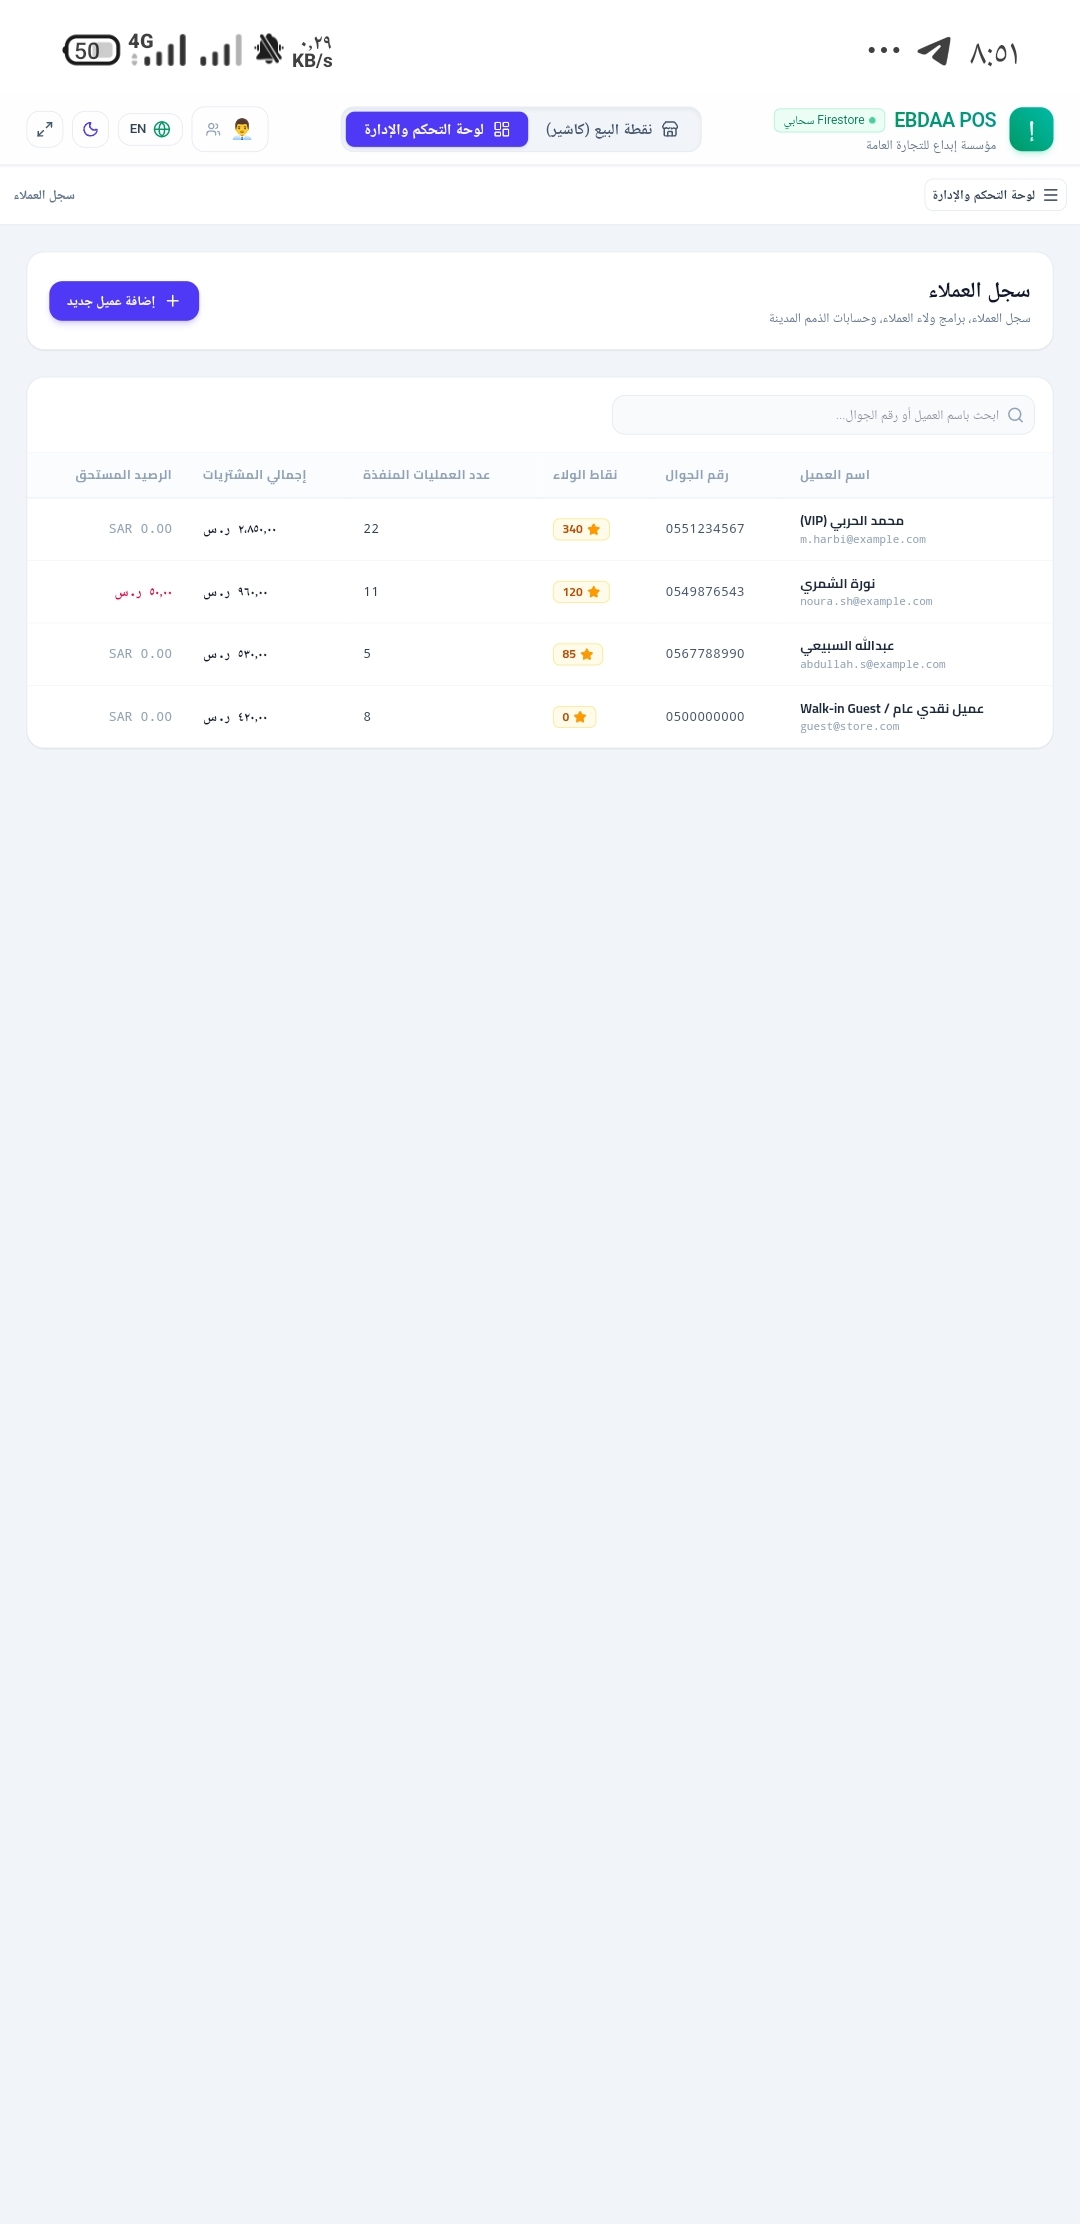 ٨:٥١
٠,٢٩ KB/s
4G
50
إ
EBDAA POS
Firestore سحابي
مؤسسة إبداع للتجارة العامة
نقطة البيع (كاشير)
لوحة التحكم والإدارة
EN
لوحة التحكم والإدارة
سجل العملاء
سجل العملاء
سجل العملاء، برامج ولاء العملاء، وحسابات الذمم المدينة
إضافة عميل جديد
ابحث باسم العميل أو رقم الجوال...
اسم العميل رقم الجوال نقاط الولاء عدد العمليات المنفذة إجمالي المشتريات الرصيد المستحق
محمد الحربي (VIP)
m.harbi@example.com
0551234567 340 22 ٢,٨٥٠,٠٠ ر.س SAR 0.00
نورة الشمري
noura.sh@example.com
0549876543 120 11 ٩٦٠,٠٠ ر.س ٥٠,٠٠ ر.س
عبدالله السبيعي
abdullah.s@example.com
0567788990 85 5 ٥٣٠,٠٠ ر.س SAR 0.00
عميل نقدي عام / Walk-in Guest
guest@store.com
0500000000 0 8 ٤٢٠,٠٠ ر.س SAR 0.00